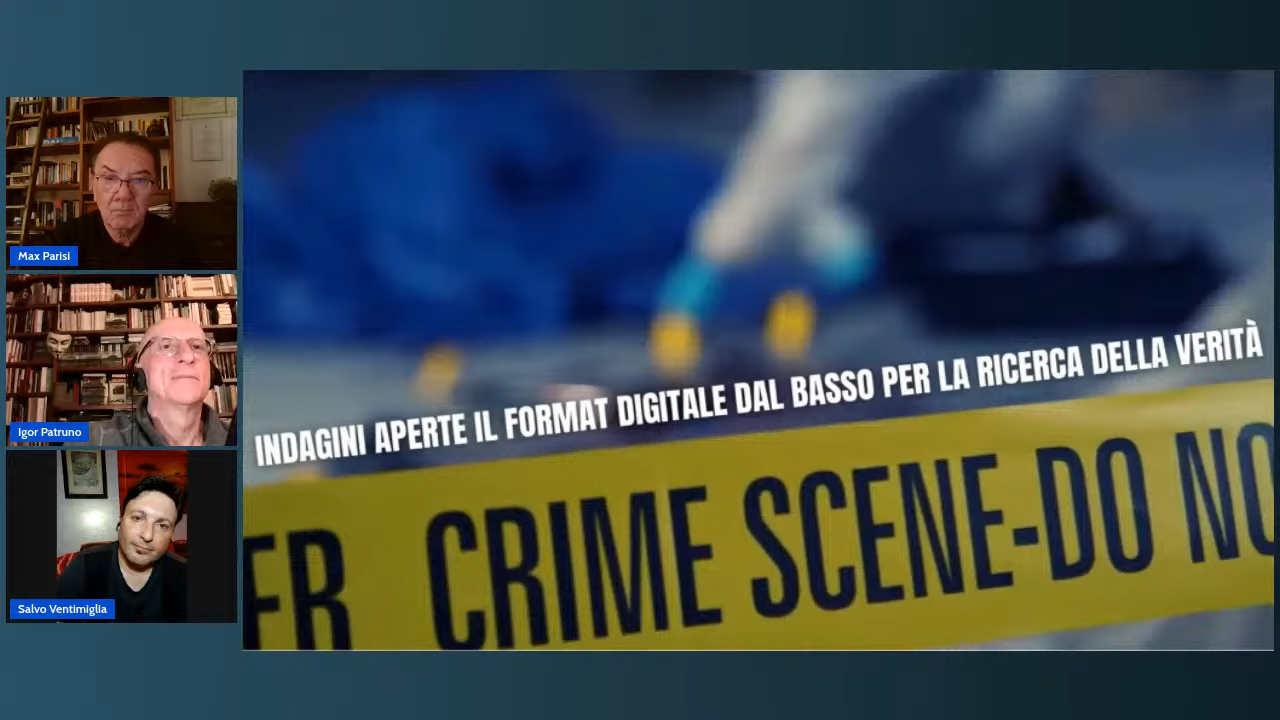 Max Parisi
Igor Patruno
Salvo Ventimiglia
INDAGINI APERTE IL FORMAT DIGITALE DAL BASSO PER LA RICERCA DELLA VERITÀ
ER CRIME SCENE-DO NO